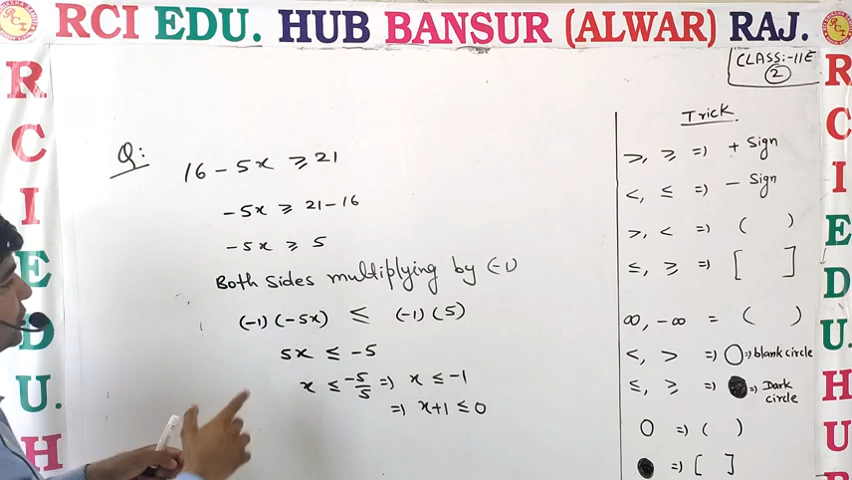 RCI EDU. HUB BANSUR (ALWAR) RAJ.
CLASS:-11E
2
R
C
I
E
D
U.
H
Q:
16 - 5x ≥ 21
-5x ≥ 21-16
-5x ≥ 5
Both sides multiplying by (-1)
(-1) (-5x) ≤ (-1) (5)
5x ≤ -5
x ≤ -5/5 => x ≤ -1
=> x+1 ≤ 0
Trick
>, ≥ => + Sign
<, ≤ => - Sign
>, < => ( )
≤, ≥ => [ ]
∞, -∞ = ( )
<, > => ○ => blank circle
≤, ≥ => ● => Dark circle
○ => ( )
● => [ ]
R
C
I
E
D
U.
H
U